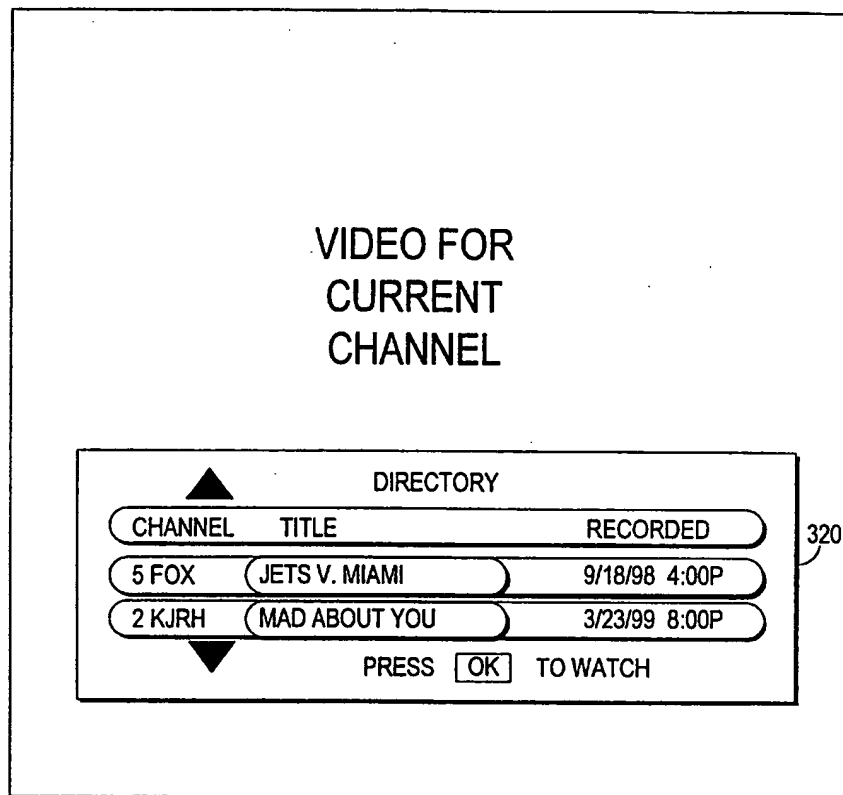 VIDEO FOR
CURRENT
CHANNEL
DIRECTORY
CHANNEL TITLE RECORDED
5 FOX JETS V. MIAMI 9/18/98 4:00P
2 KJRH MAD ABOUT YOU 3/23/99 8:00P
PRESS OK TO WATCH
320